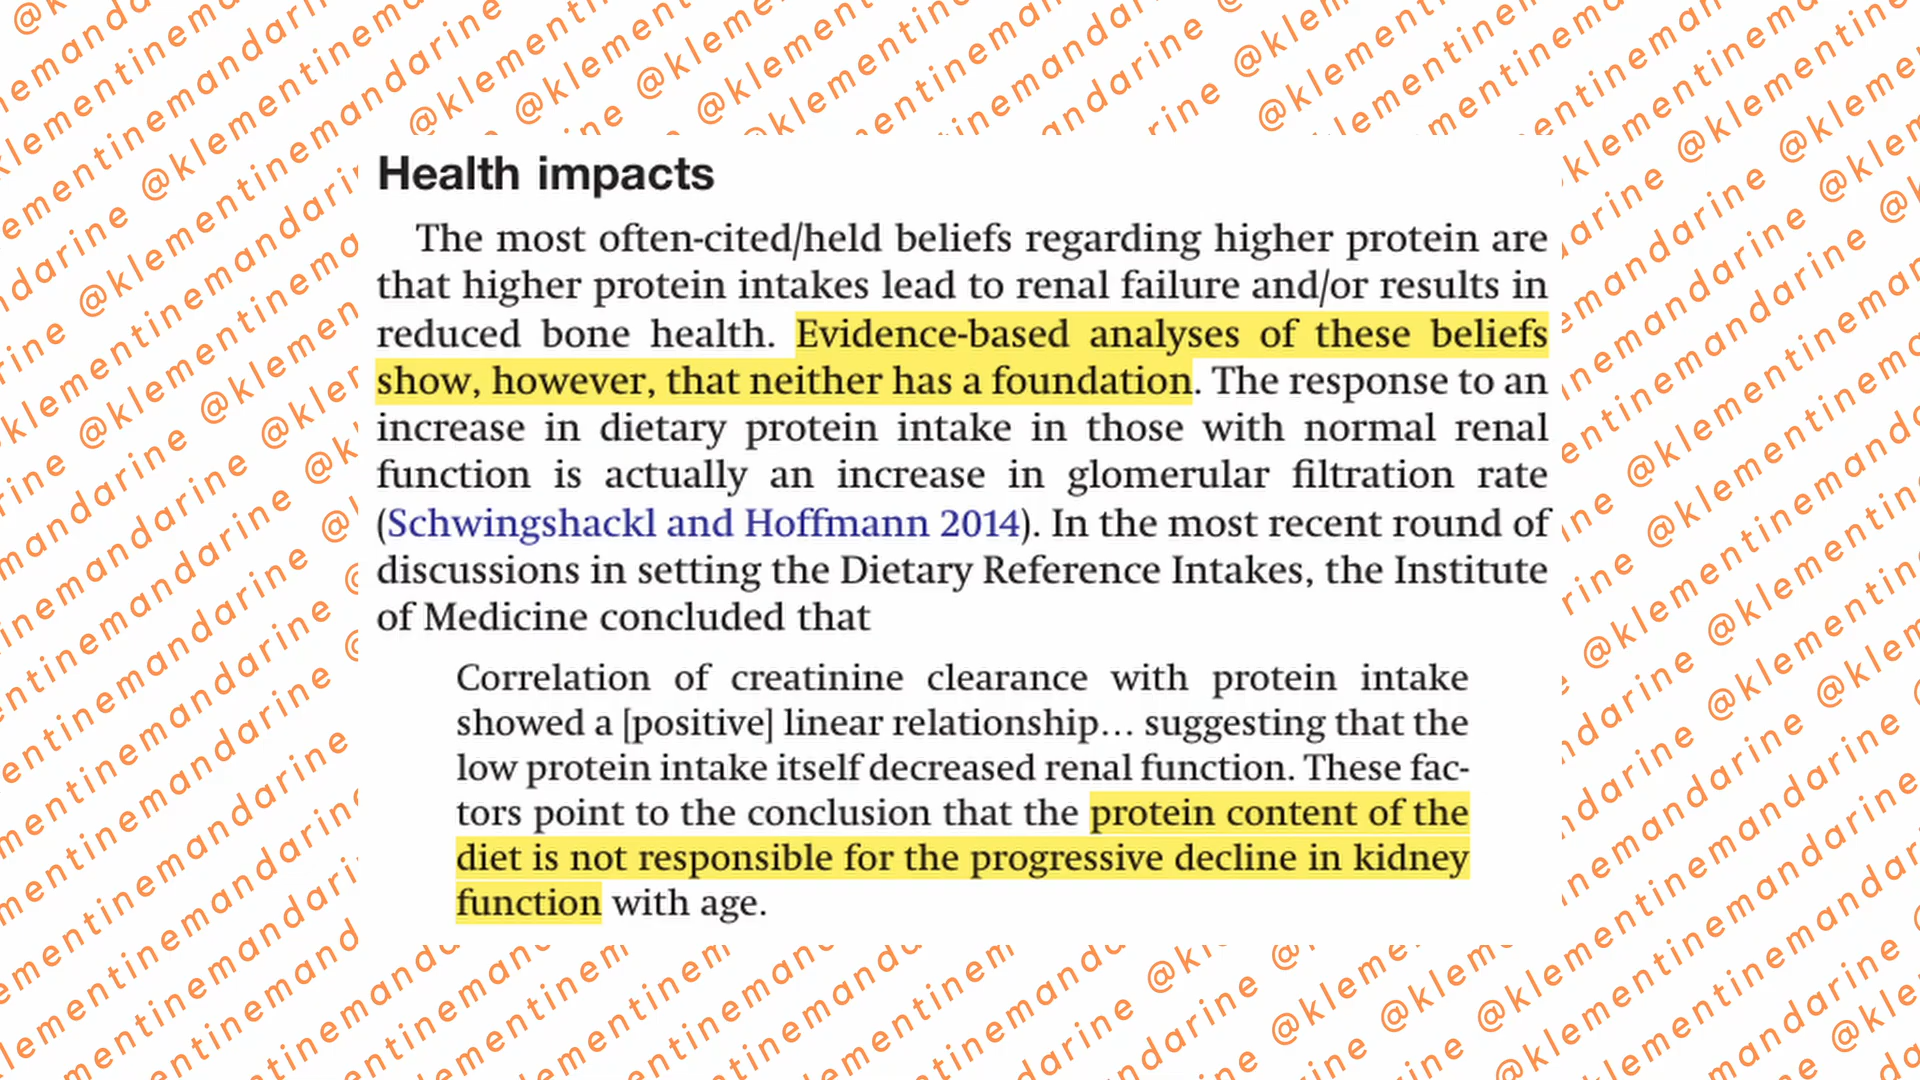 Health impacts
The most often-cited/held beliefs regarding higher protein are
that higher protein intakes lead to renal failure and/or results in
reduced bone health. Evidence-based analyses of these beliefs
show, however, that neither has a foundation. The response to an
increase in dietary protein intake in those with normal renal
function is actually an increase in glomerular filtration rate
(Schwingshackl and Hoffmann 2014). In the most recent round of
discussions in setting the Dietary Reference Intakes, the Institute
of Medicine concluded that
Correlation of creatinine clearance with protein intake
showed a [positive] linear relationship… suggesting that the
low protein intake itself decreased renal function. These fac-
tors point to the conclusion that the protein content of the
diet is not responsible for the progressive decline in kidney
function with age.
@klementinemandarine